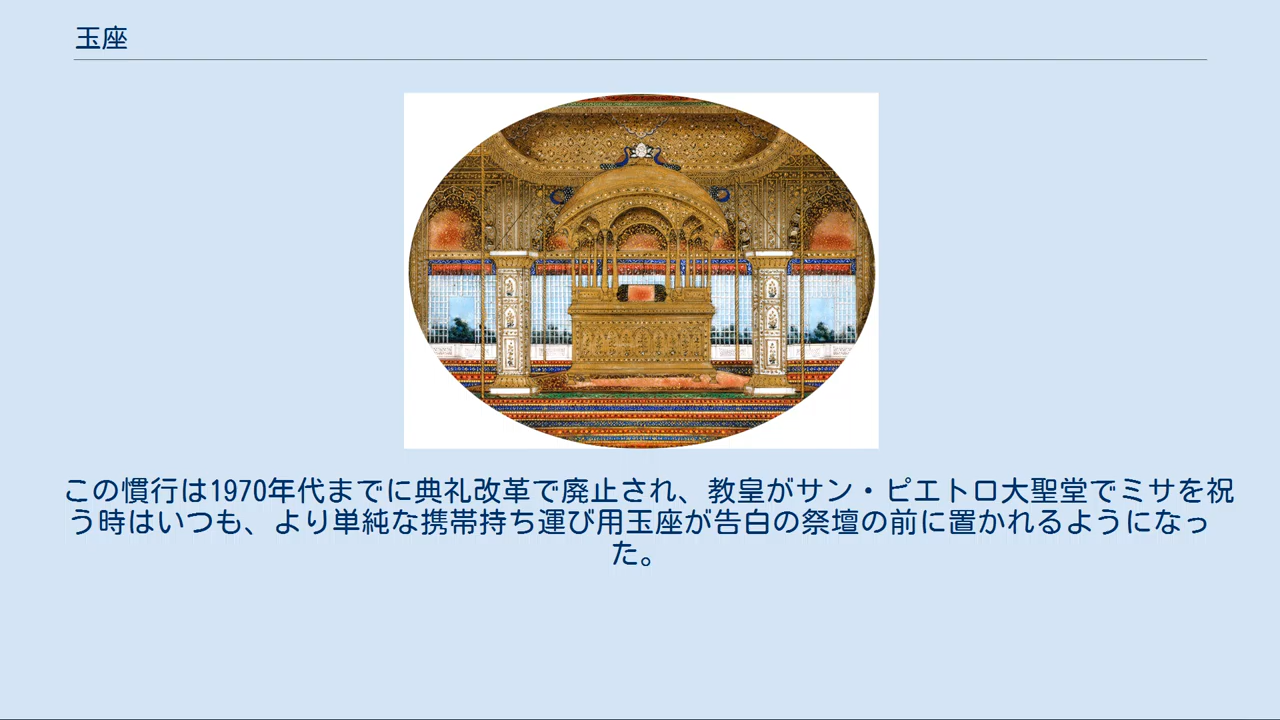 玉座
この慣行は1970年代までに典礼改革で廃止され、教皇がサン・ピエトロ大聖堂でミサを祝
う時はいつも、より単純な携帯持ち運び用玉座が告白の祭壇の前に置かれるようになっ
た。